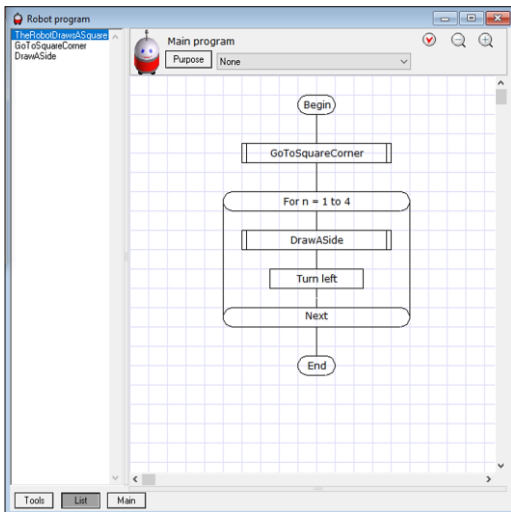 Robot program
TheRobotDrawsASquare
GoToSquareCorner
DrawASide
Main program
Purpose
None
Begin
GoToSquareCorner
For n = 1 to 4
DrawASide
Turn left
Next
End
Tools
List
Main